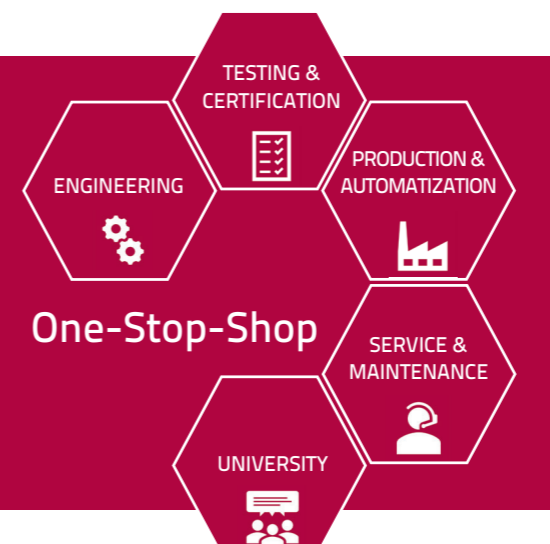 TESTING &
CERTIFICATION
ENGINEERING
PRODUCTION &
AUTOMATIZATION
One-Stop-Shop
SERVICE &
MAINTENANCE
UNIVERSITY